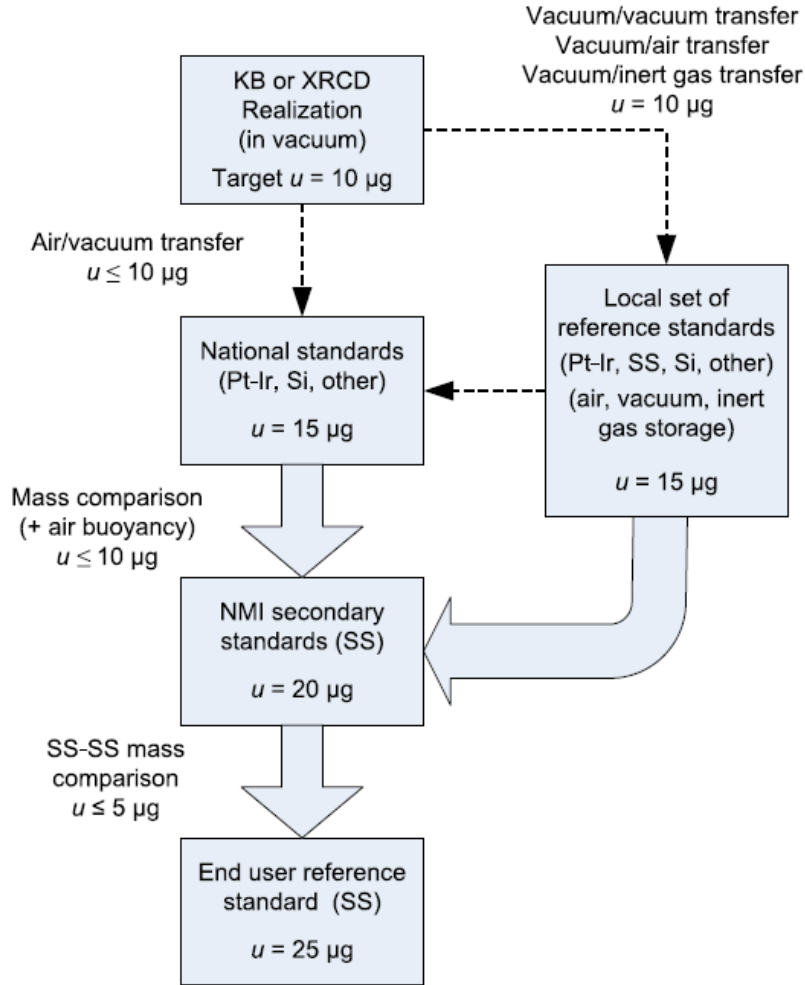 Vacuum/vacuum transfer
Vacuum/air transfer
Vacuum/inert gas transfer
u = 10 µg
KB or XRCD
Realization
(in vacuum)
Target u = 10 µg
Air/vacuum transfer
u ≤ 10 µg
Local set of
reference standards
(Pt-Ir, SS, Si, other)
(air, vacuum, inert
gas storage)
u = 15 µg
National standards
(Pt-Ir, Si, other)
u = 15 µg
Mass comparison
(+ air buoyancy)
u ≤ 10 µg
NMI secondary
standards (SS)
u = 20 µg
SS-SS mass
comparison
u ≤ 5 µg
End user reference
standard (SS)
u = 25 µg